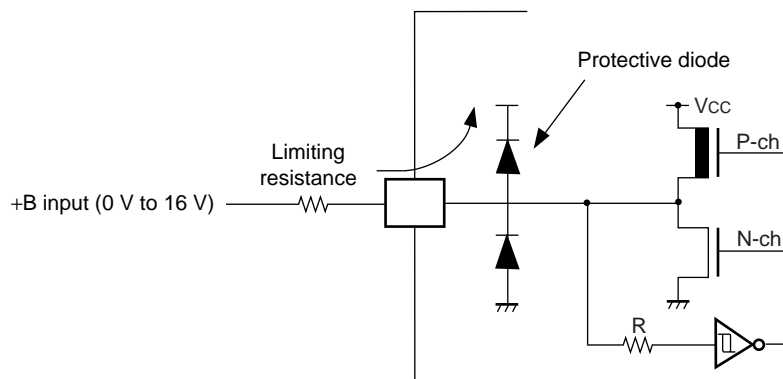 Protective diode
VCC
P-ch
Limiting
resistance
+B input (0 V to 16 V)
N-ch
R